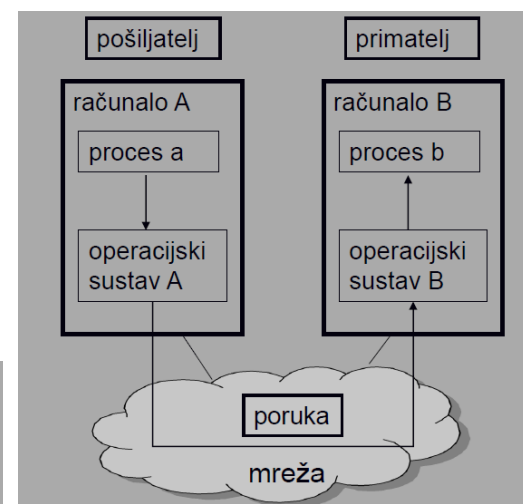 pošiljatelj
primatelj
računalo A
proces a
operacijski
sustav A
računalo B
proces b
operacijski
sustav B
poruka
mreža